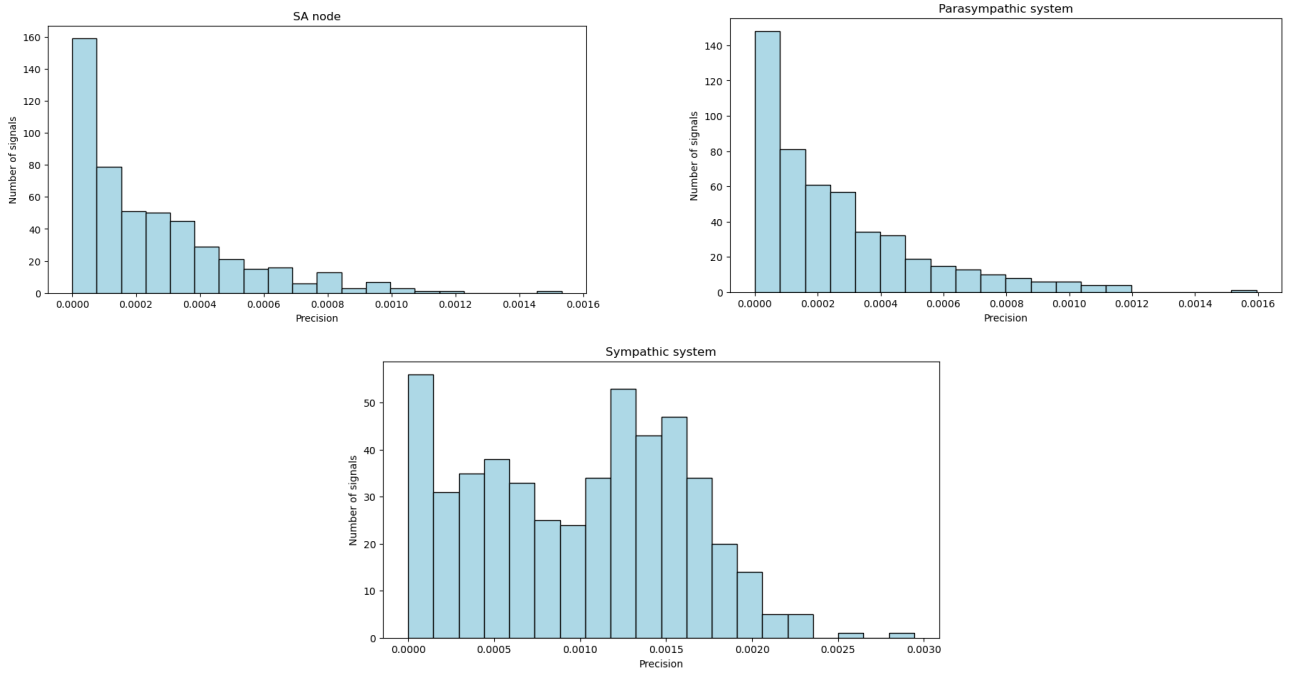 SA node
Number of signals
160
140
120
100
80
60
40
20
0
0.0000 0.0002 0.0004 0.0006 0.0008 0.0010 0.0012 0.0014 0.0016
Precision
Parasympathic system
Number of signals
140
120
100
80
60
40
20
0
0.0000 0.0002 0.0004 0.0006 0.0008 0.0010 0.0012 0.0014 0.0016
Precision
Sympathic system
Number of signals
50
40
30
20
10
0
0.0000 0.0005 0.0010 0.0015 0.0020 0.0025 0.0030
Precision